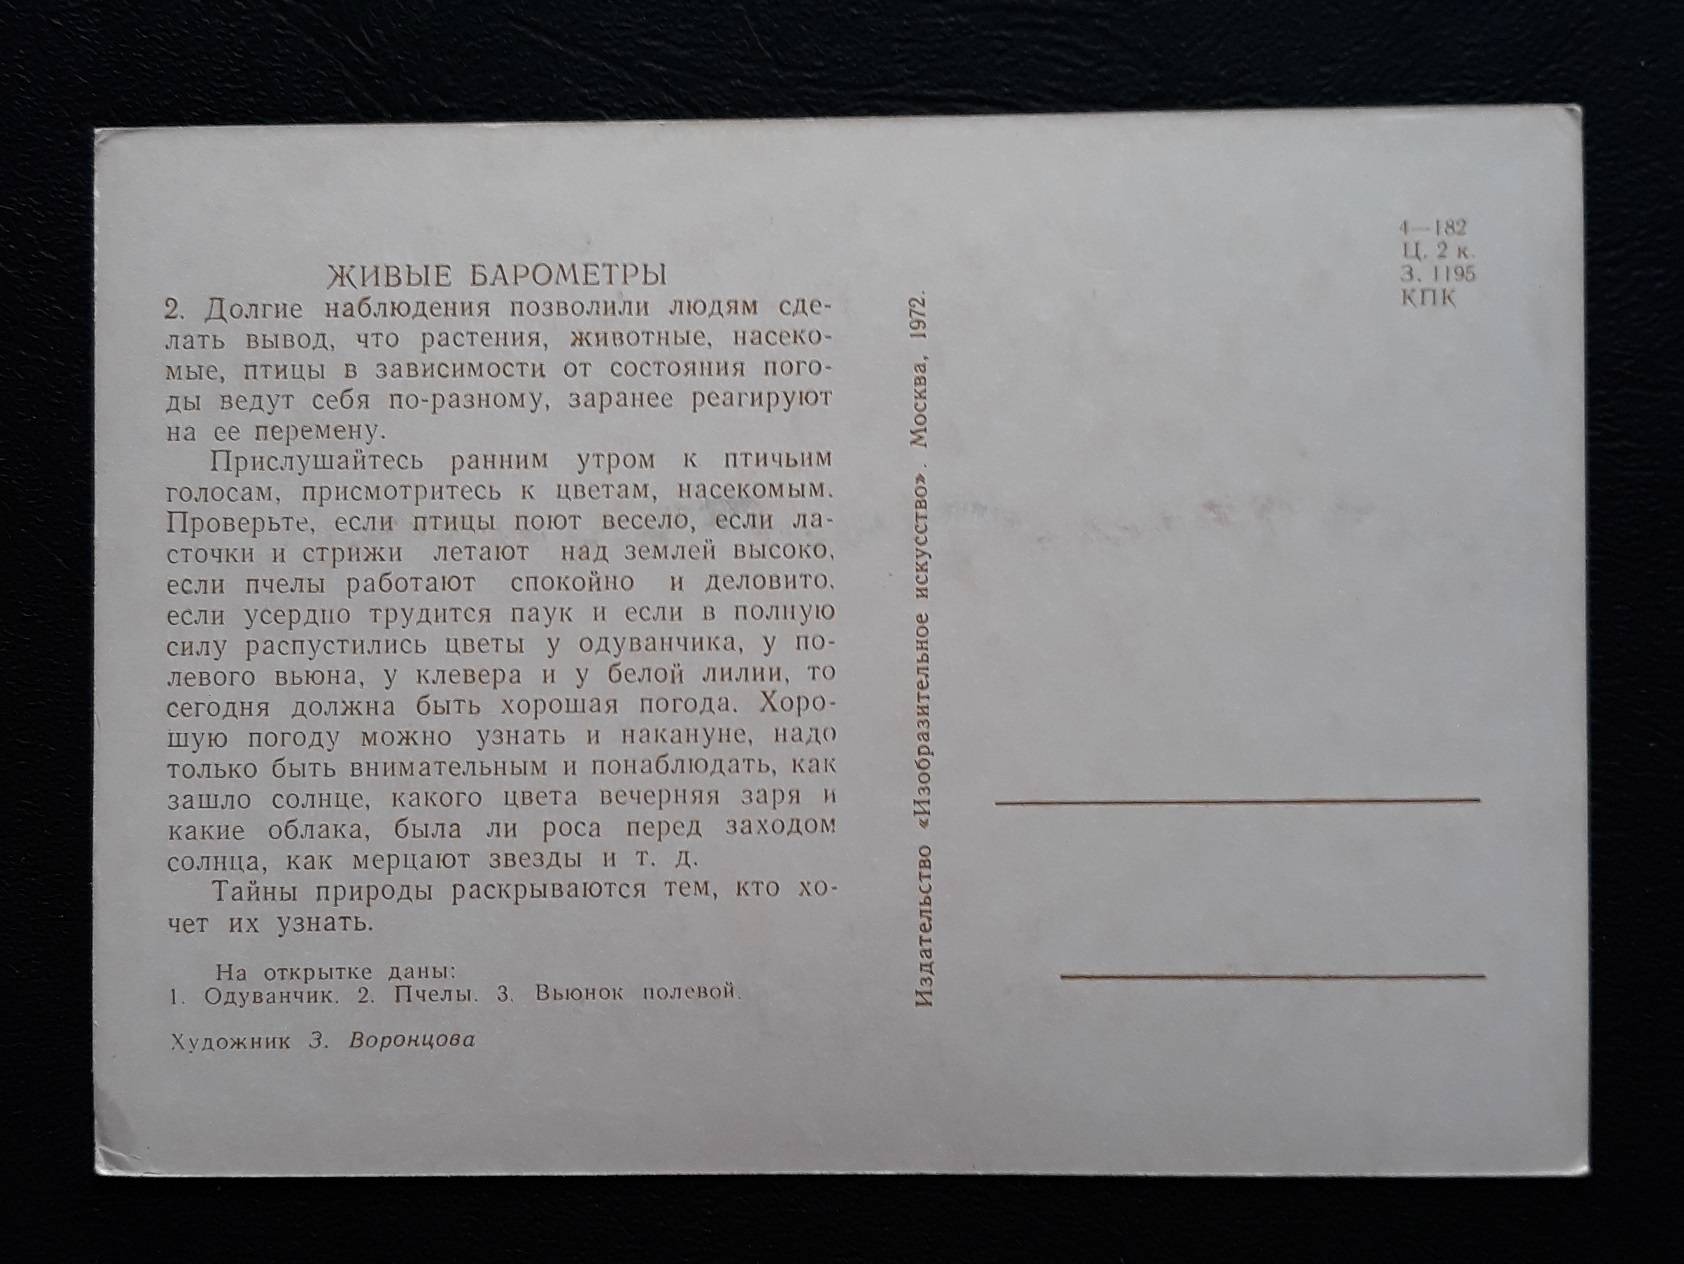 ЖИВЫЕ БАРОМЕТРЫ
2. Долгие наблюдения позволили людям сде-
лать вывод, что растения, животные, насеко-
мые, птицы в зависимости от состояния пого-
ды ведут себя по-разному, заранее реагируют
на ее перемену.
Прислушайтесь ранним утром к птичьим
голосам, присмотритесь к цветам, насекомым.
Проверьте, если птицы поют весело, если ла-
сточки и стрижи летают над землей высоко,
если пчелы работают спокойно и деловито,
если усердно трудится паук и если в полную
силу распустились цветы у одуванчика, у по-
левого вьюна, у клевера и у белой лилии, то
сегодня должна быть хорошая погода. Хоро-
шую погоду можно узнать и накануне, надо
только быть внимательным и понаблюдать, как
зашло солнце, какого цвета вечерняя заря и
какие облака, была ли роса перед заходом
солнца, как мерцают звезды и т. д.
Тайны природы раскрываются тем, кто хо-
чет их узнать.
На открытке даны:
1. Одуванчик. 2. Пчелы. 3. Вьюнок полевой.
Художник З. Воронцова
Издательство «Изобразительное искусство». Москва, 1972.
4—182
Ц. 2 к.
З. 1195
КПК